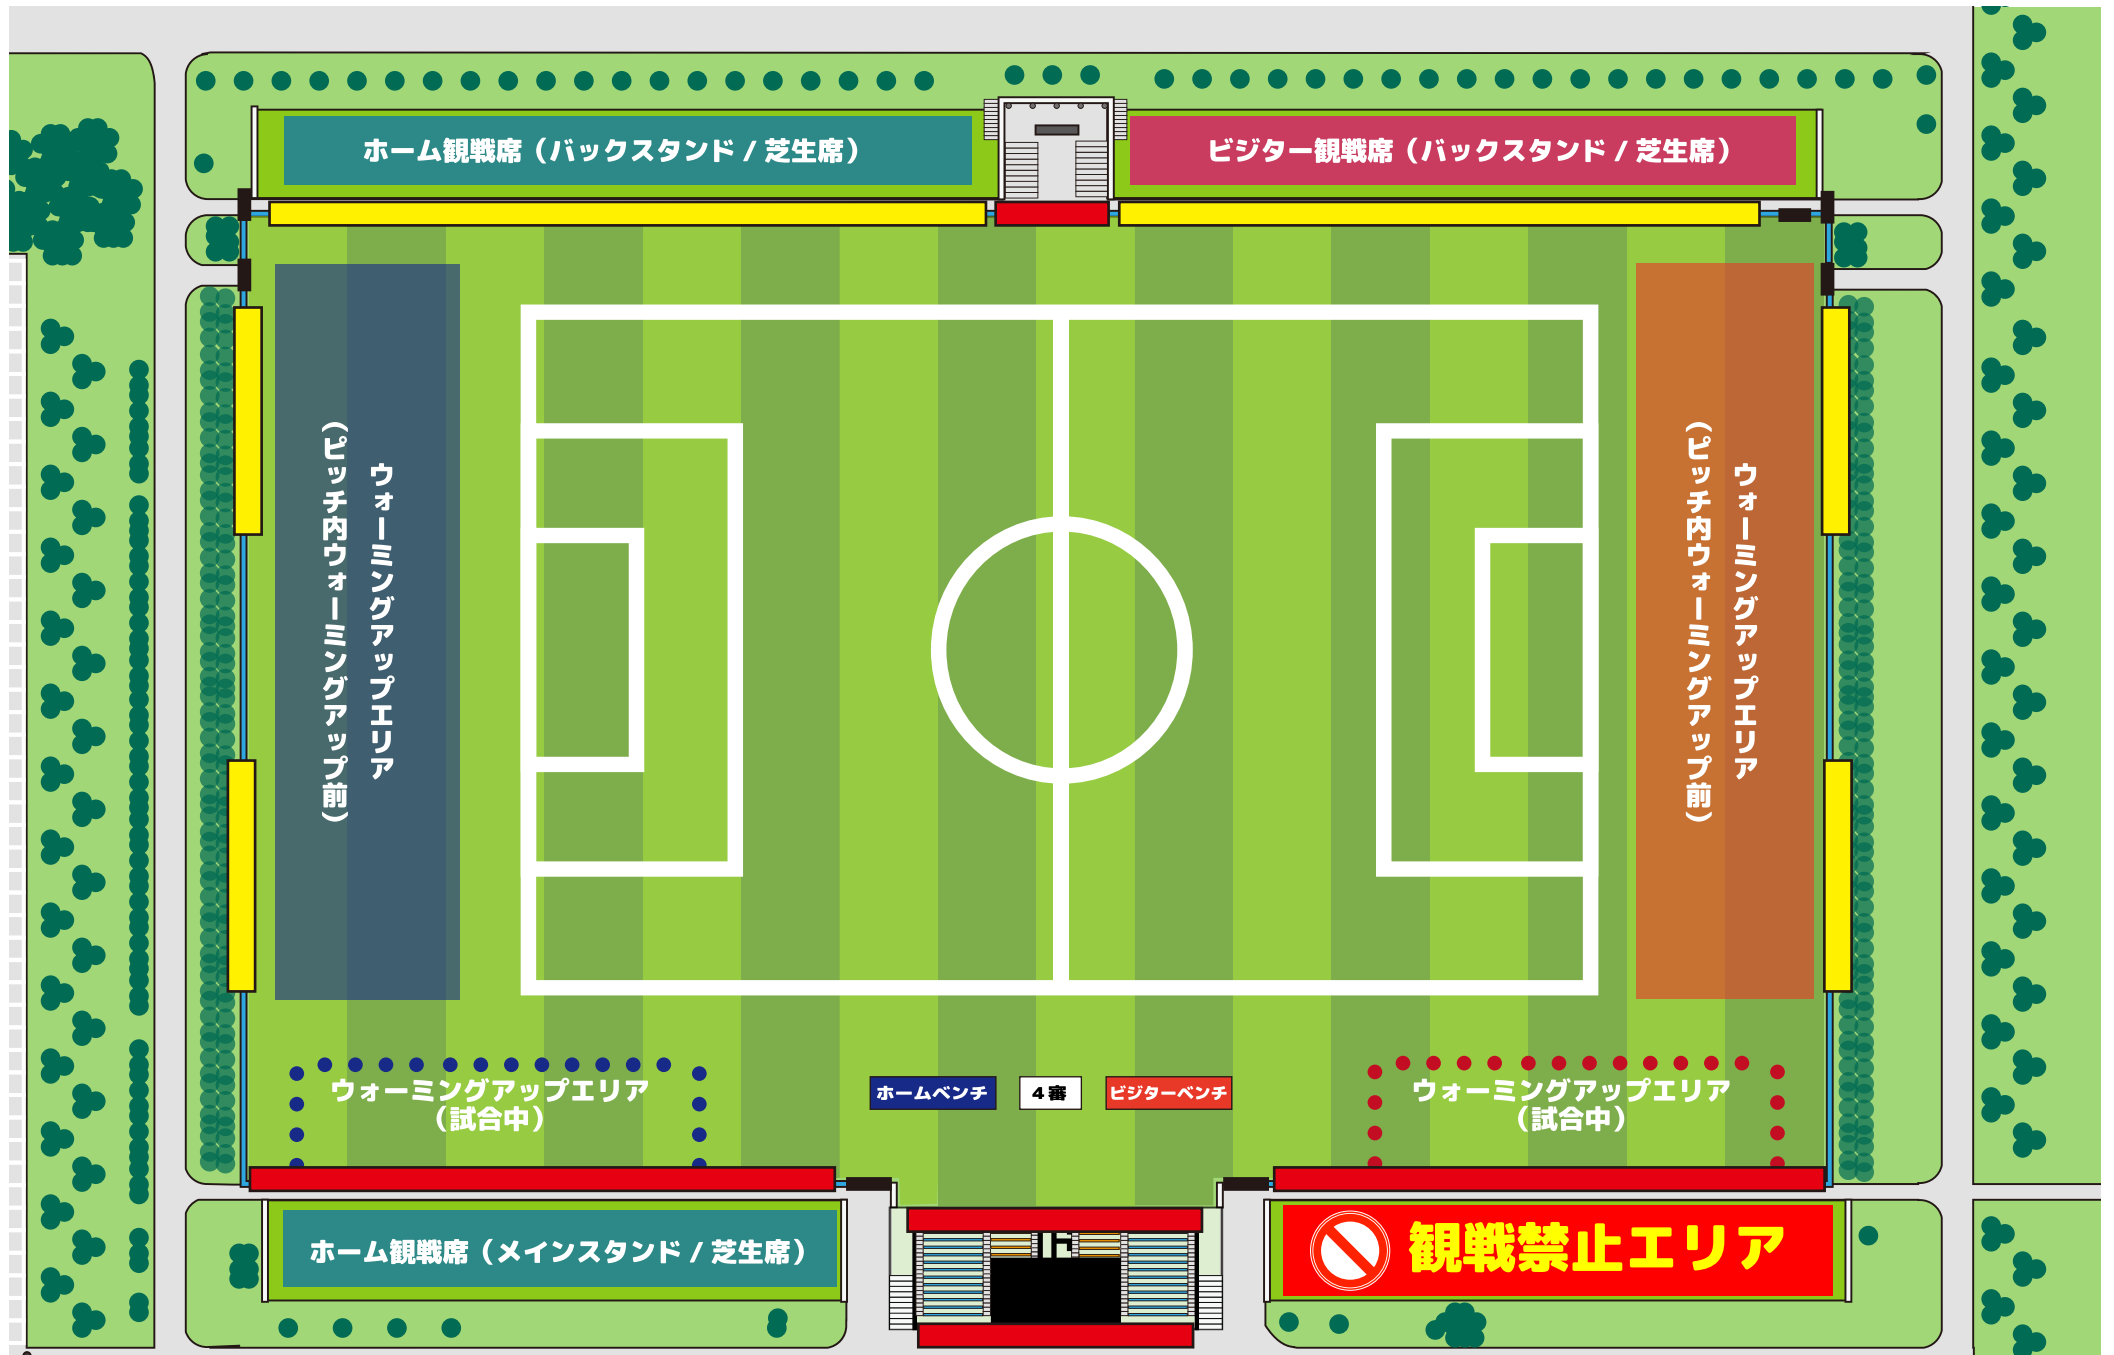 ホーム観戦席（バックスタンド / 芝生席）
ビジター観戦席（バックスタンド / 芝生席）
ウォーミングアップエリア
（ピッチ内ウォーミングアップ前）
ウォーミングアップエリア
（ピッチ内ウォーミングアップ前）
ウォーミングアップエリア
（試合中）
ホームベンチ
4審
ビジターベンチ
ウォーミングアップエリア
（試合中）
ホーム観戦席（メインスタンド / 芝生席）
観戦禁止エリア